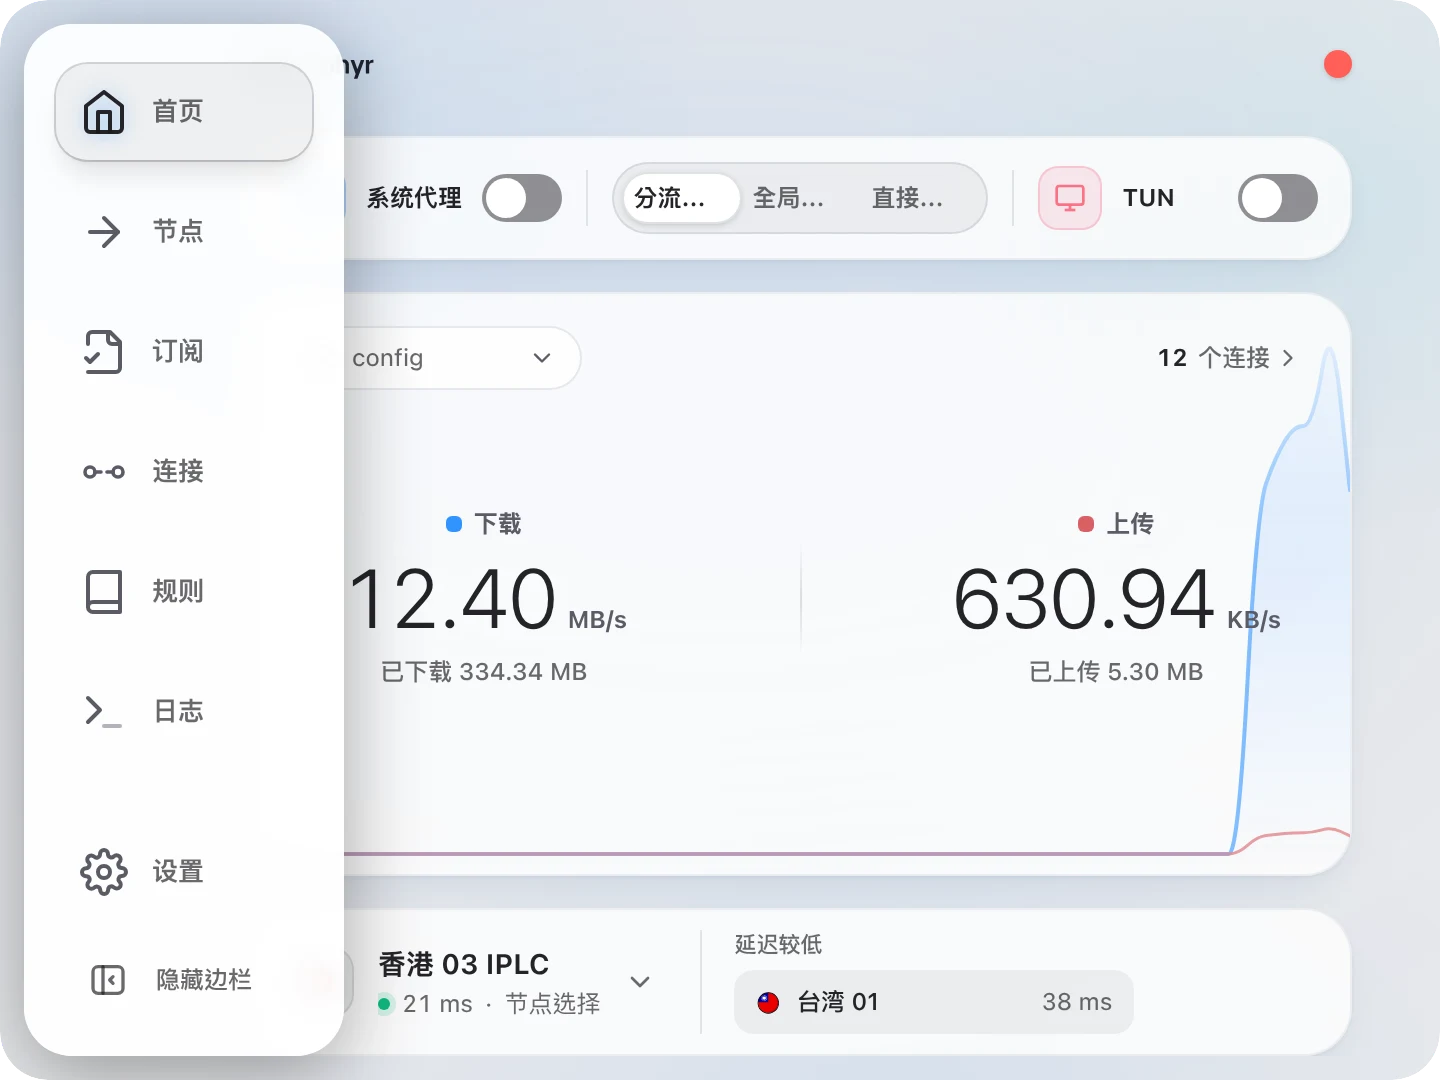 首页
节点
订阅
连接
规则
日志
设置
隐藏边栏
系统代理
分流...
全局...
直接...
TUN
config
12 个连接
下载
12.40 MB/s
已下载 334.34 MB
上传
630.94 KB/s
已上传 5.30 MB
香港 03 IPLC
21 ms · 节点选择
延迟较低
台湾 01
38 ms